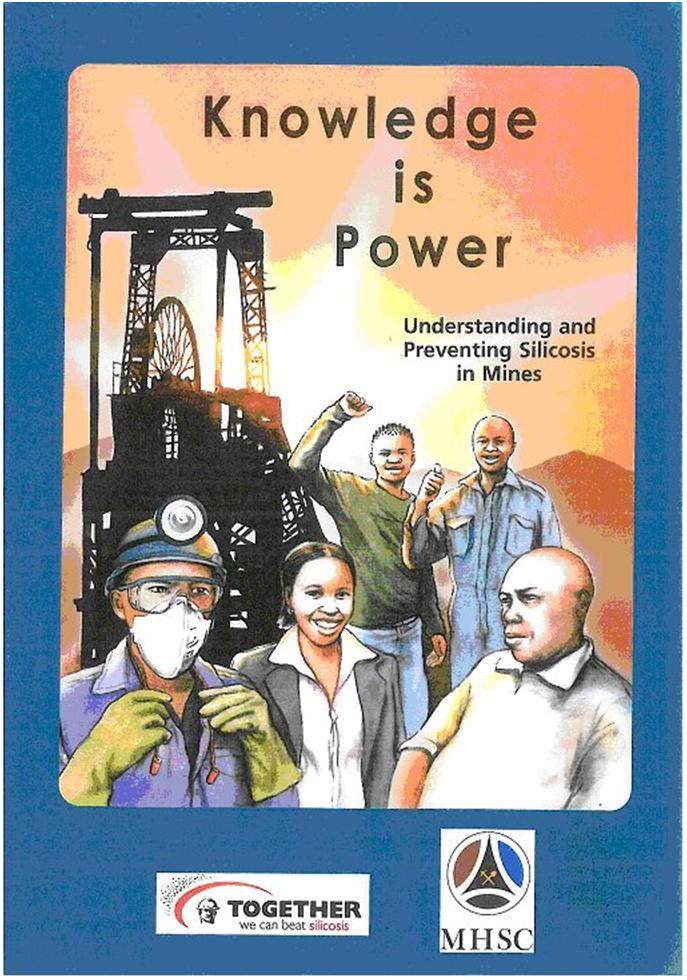 Knowledge
is
Power
Understanding and
Preventing Silicosis
in Mines
TOGETHER
we can beat silicosis
MHSC